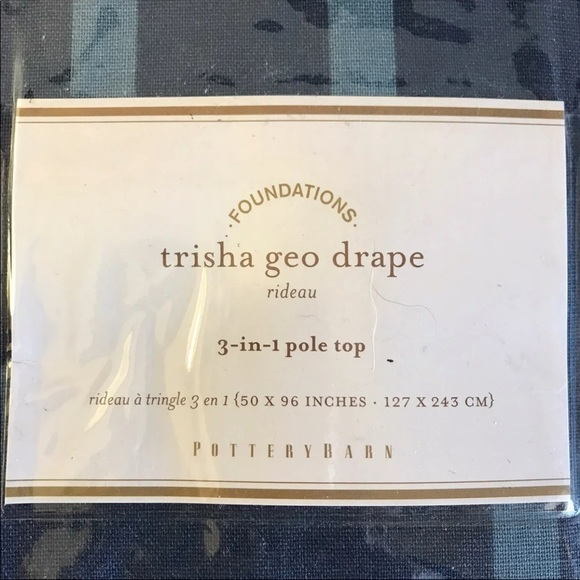 · FOUNDATIONS ·
trisha geo drape
rideau
3-in-1 pole top
rideau à tringle 3 en 1 {50 X 96 INCHES · 127 X 243 CM}
POTTERYBARN